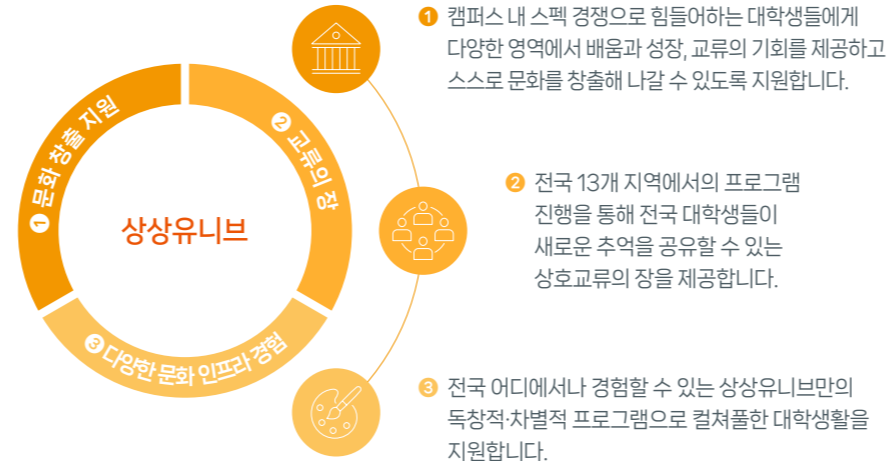 ❶ 문화 창출 지원
❷ 교류의 장
❸ 다양한 문화 인프라 경험
상상유니브
❶ 캠퍼스 내 스펙 경쟁으로 힘들어하는 대학생들에게
다양한 영역에서 배움과 성장, 교류의 기회를 제공하고
스스로 문화를 창출해 나갈 수 있도록 지원합니다.
❷ 전국 13개 지역에서의 프로그램
진행을 통해 전국 대학생들이
새로운 추억을 공유할 수 있는
상호교류의 장을 제공합니다.
❸ 전국 어디에서나 경험할 수 있는 상상유니브만의
독창적·차별적 프로그램으로 컬쳐풀한 대학생활을
지원합니다.